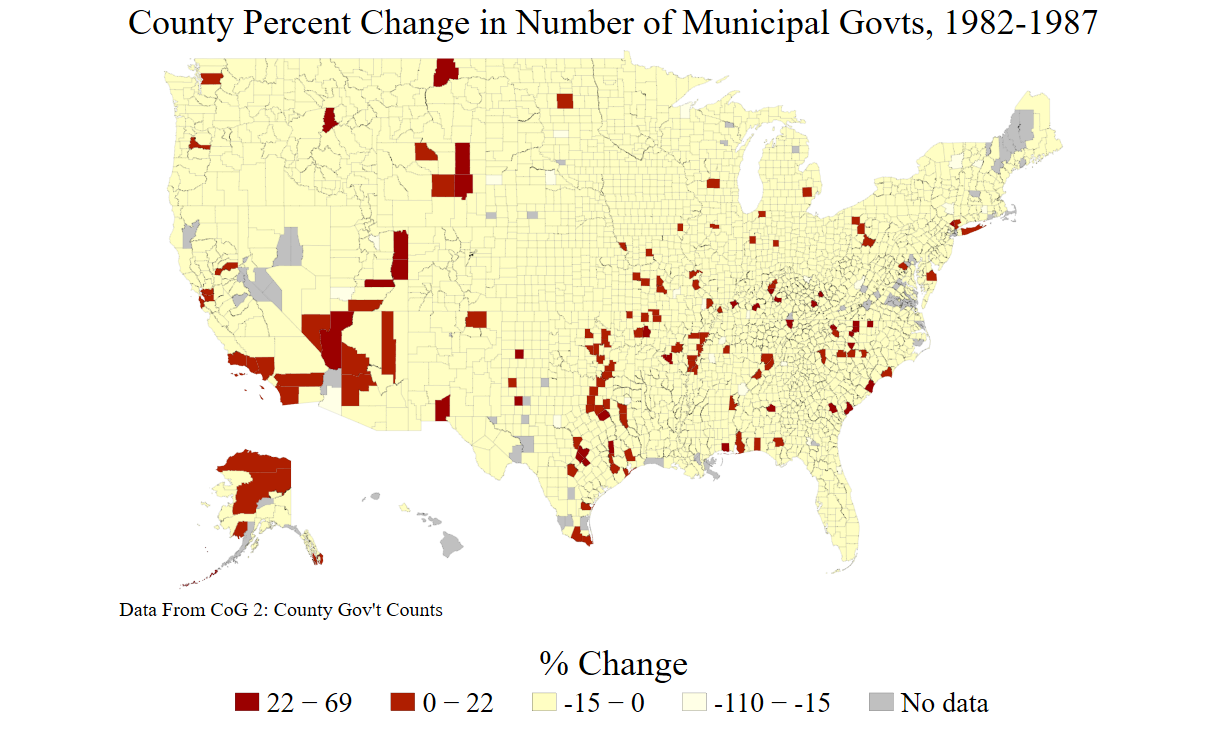 County Percent Change in Number of Municipal Govts, 1982-1987
Data From CoG 2: County Gov't Counts
% Change
22 − 69
0 − 22
-15 − 0
-110 − -15
No data